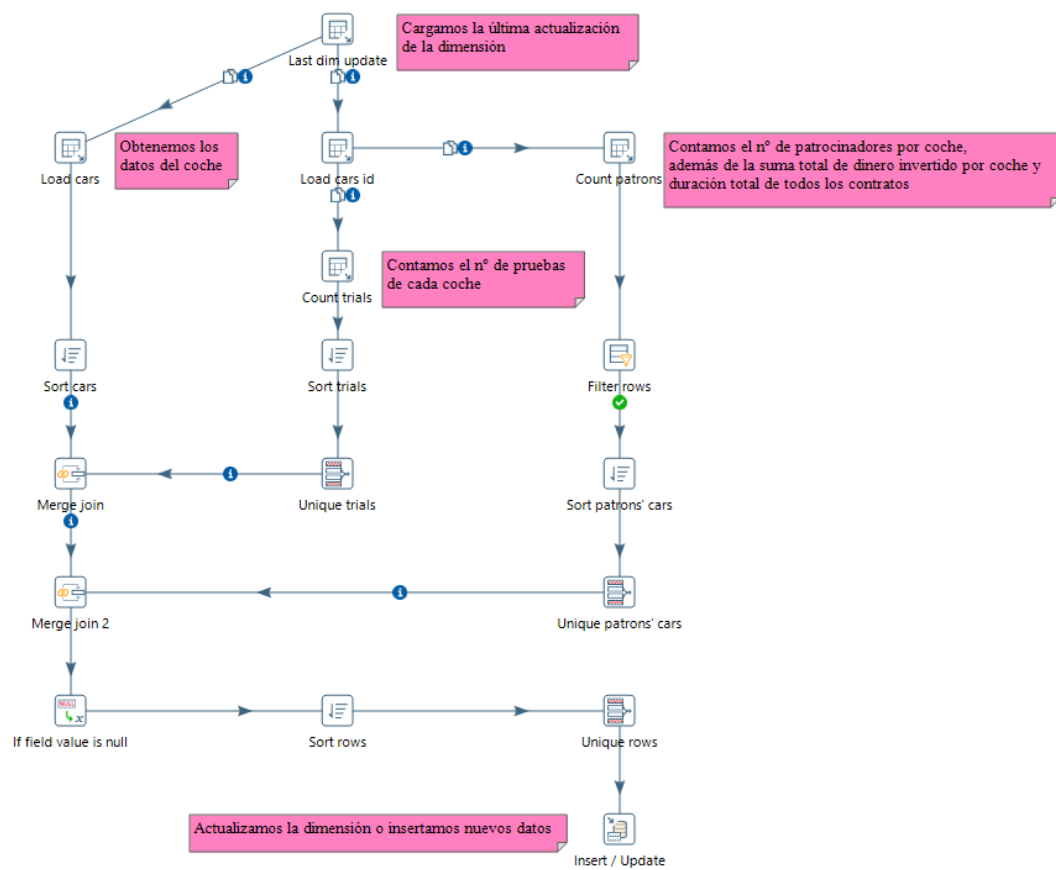 Last dim update
Cargamos la última actualización
de la dimensión
Load cars
Obtenemos los
datos del coche
Load cars id
Count patrons
Contamos el nº de patrocinadores por coche,
además de la suma total de dinero invertido por coche y
duración total de todos los contratos
Count trials
Contamos el nº de pruebas
de cada coche
Sort cars
Sort trials
Filter rows
Merge join
Unique trials
Sort patrons' cars
Merge join 2
Unique patrons' cars
NULL
x
If field value is null
Sort rows
Unique rows
Actualizamos la dimensión o insertamos nuevos datos
Insert / Update